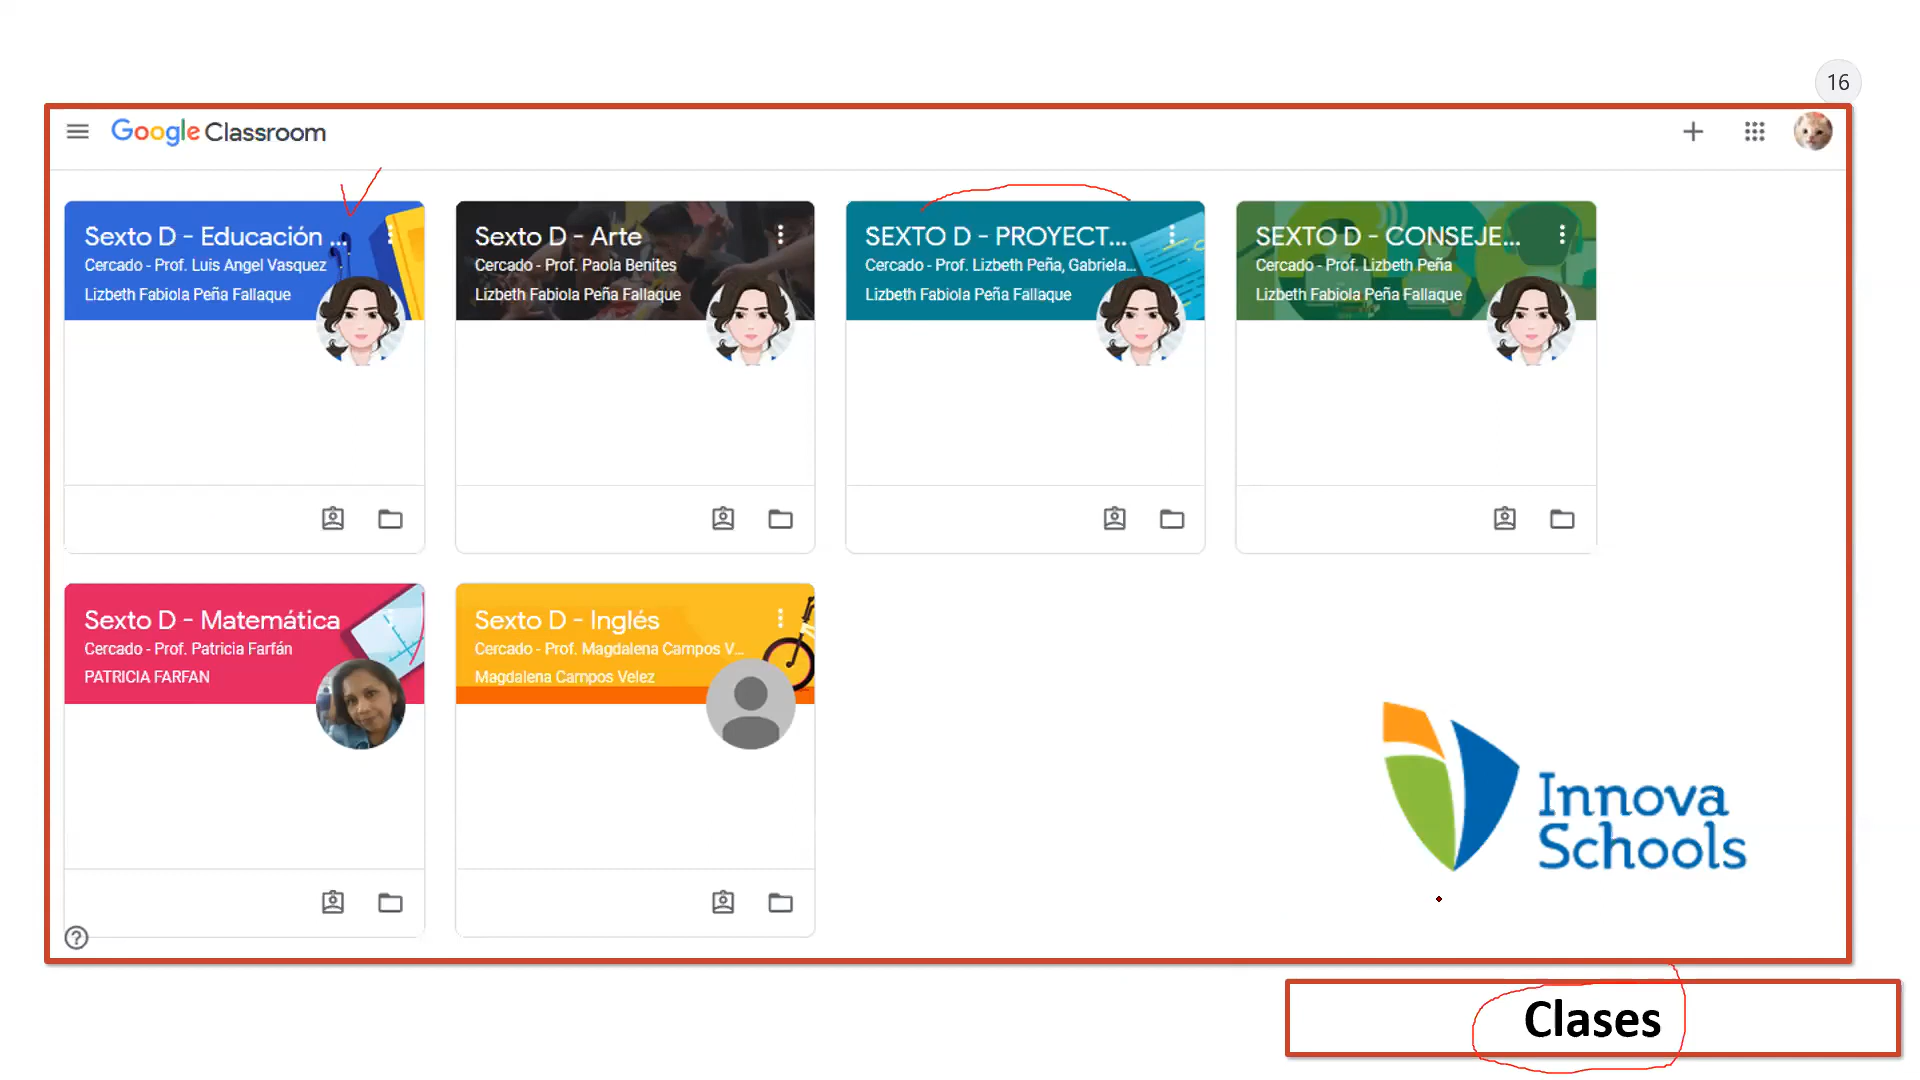 16
Google Classroom
Sexto D - Educación ...
Cercado - Prof. Luis Angel Vasquez
Lizbeth Fabiola Peña Fallaque
Sexto D - Arte
Cercado - Prof. Paola Benites
Lizbeth Fabiola Peña Fallaque
SEXTO D - PROYECT...
Cercado - Prof. Lizbeth Peña, Gabriela...
Lizbeth Fabiola Peña Fallaque
SEXTO D - CONSEJE...
Cercado - Prof. Lizbeth Peña
Lizbeth Fabiola Peña Fallaque
Sexto D - Matemática
Cercado - Prof. Patricia Farfán
PATRICIA FARFAN
Sexto D - Inglés
Cercado - Prof. Magdalena Campos V...
Magdalena Campos Velez
Innova
Schools
Clases